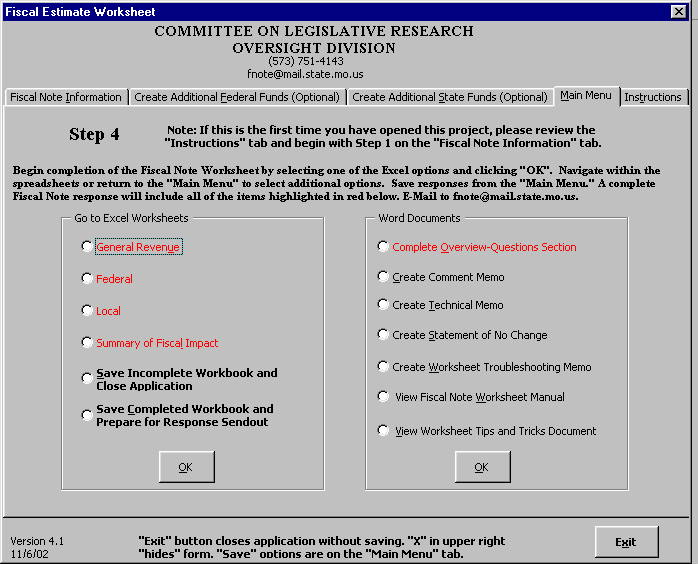 Fiscal Estimate Worksheet
COMMITTEE ON LEGISLATIVE RESEARCH
OVERSIGHT DIVISION
(573) 751-4143
fnote@mail.state.mo.us
Fiscal Note Information
Create Additional Federal Funds (Optional)
Create Additional State Funds (Optional)
Main Menu
Instructions
Step 4
Note: If this is the first time you have opened this project, please review the
"Instructions" tab and begin with Step 1 on the "Fiscal Note Information" tab.
Begin completion of the Fiscal Note Worksheet by selecting one of the Excel options and clicking "OK". Navigate within the
spreadsheets or return to the "Main Menu" to select additional options. Save responses from the "Main Menu." A complete
Fiscal Note response will include all of the items highlighted in red below. E-Mail to fnote@mail.state.mo.us.
Go to Excel Worksheets
General Revenue
Federal
Local
Summary of Fiscal Impact
Save Incomplete Workbook and
Close Application
Save Completed Workbook and
Prepare for Response Sendout
OK
Word Documents
Complete Overview-Questions Section
Create Comment Memo
Create Technical Memo
Create Statement of No Change
Create Worksheet Troubleshooting Memo
View Fiscal Note Worksheet Manual
View Worksheet Tips and Tricks Document
OK
Version 4.1
11/6/02
"Exit" button closes application without saving. "X" in upper right
"hides" form. "Save" options are on the "Main Menu" tab.
Exit